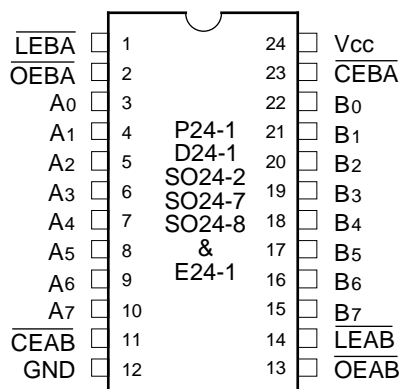 LEBA 1 24 Vcc
OEBA 2 23 CEBA
A0 3 22 B0
A1 4 P24-1 21 B1
A2 5 D24-1 20 B2
A3 6 SO24-2 19 B3
A4 7 SO24-7 18 B4
A5 8 SO24-8 17 B5
A6 9 & 16 B6
A7 10 E24-1 15 B7
CEAB 11 14 LEAB
GND 12 13 OEAB